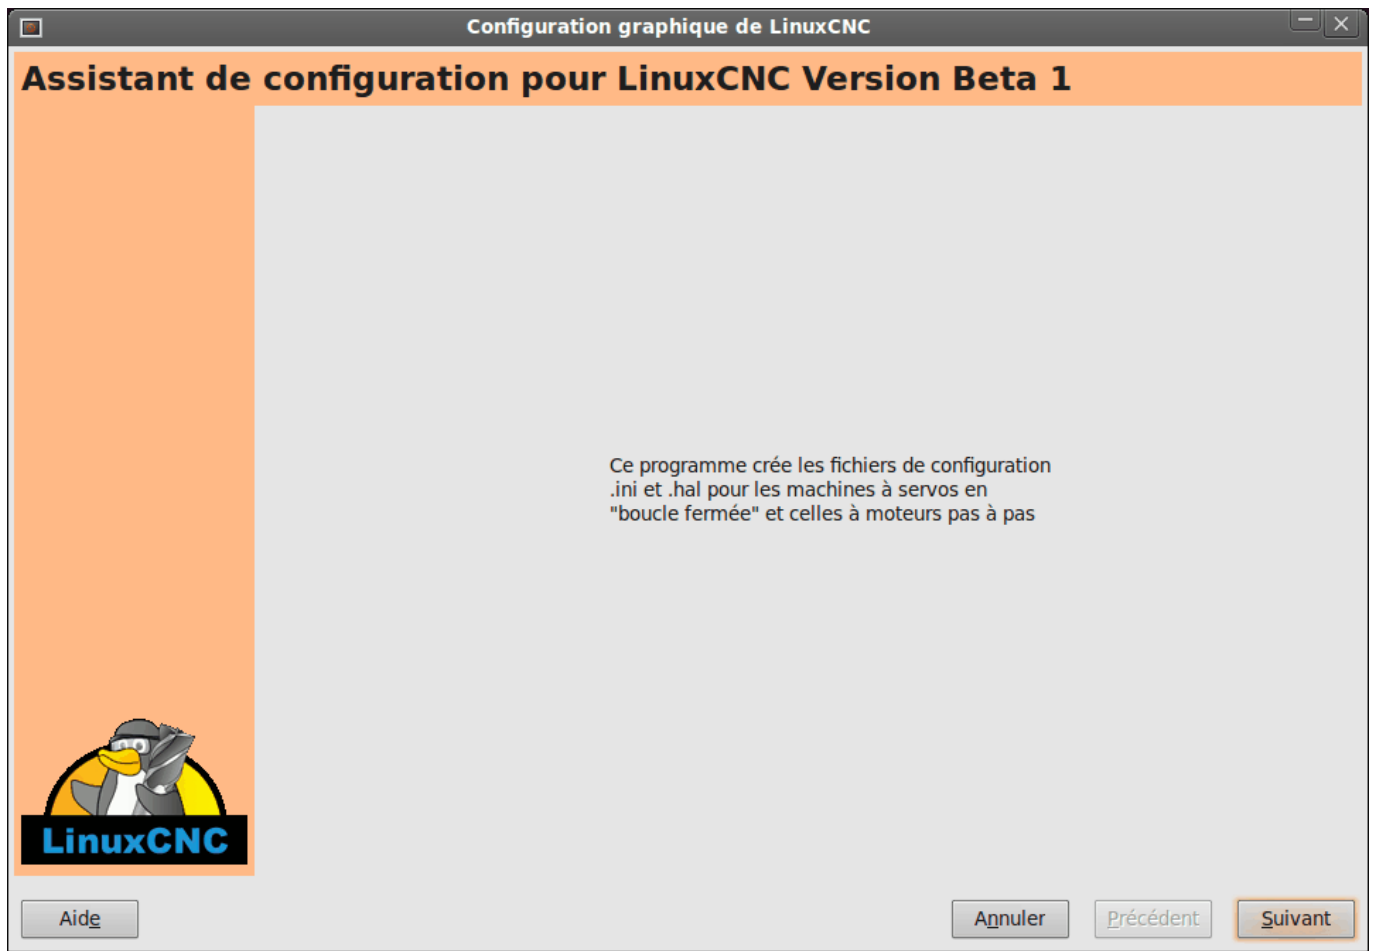 Configuration graphique de LinuxCNC
Assistant de configuration pour LinuxCNC Version Beta 1
Ce programme crée les fichiers de configuration
.ini et .hal pour les machines à servos en
"boucle fermée" et celles à moteurs pas à pas
LinuxCNC
Aide
Annuler
Précédent
Suivant